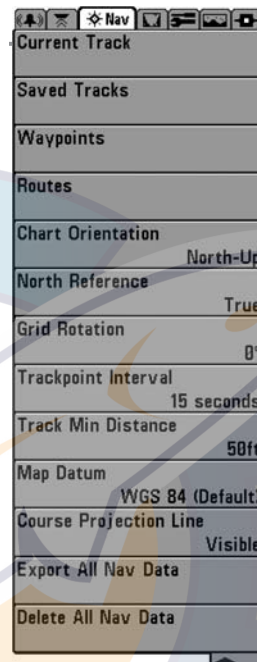 Nav
Current Track
Saved Tracks
Waypoints
Routes
Chart Orientation
North-Up
North Reference
True
Grid Rotation
0°
Trackpoint Interval
15 seconds
Track Min Distance
50ft
Map Datum
WGS 84 (Default)
Course Projection Line
Visible
Export All Nav Data
Delete All Nav Data